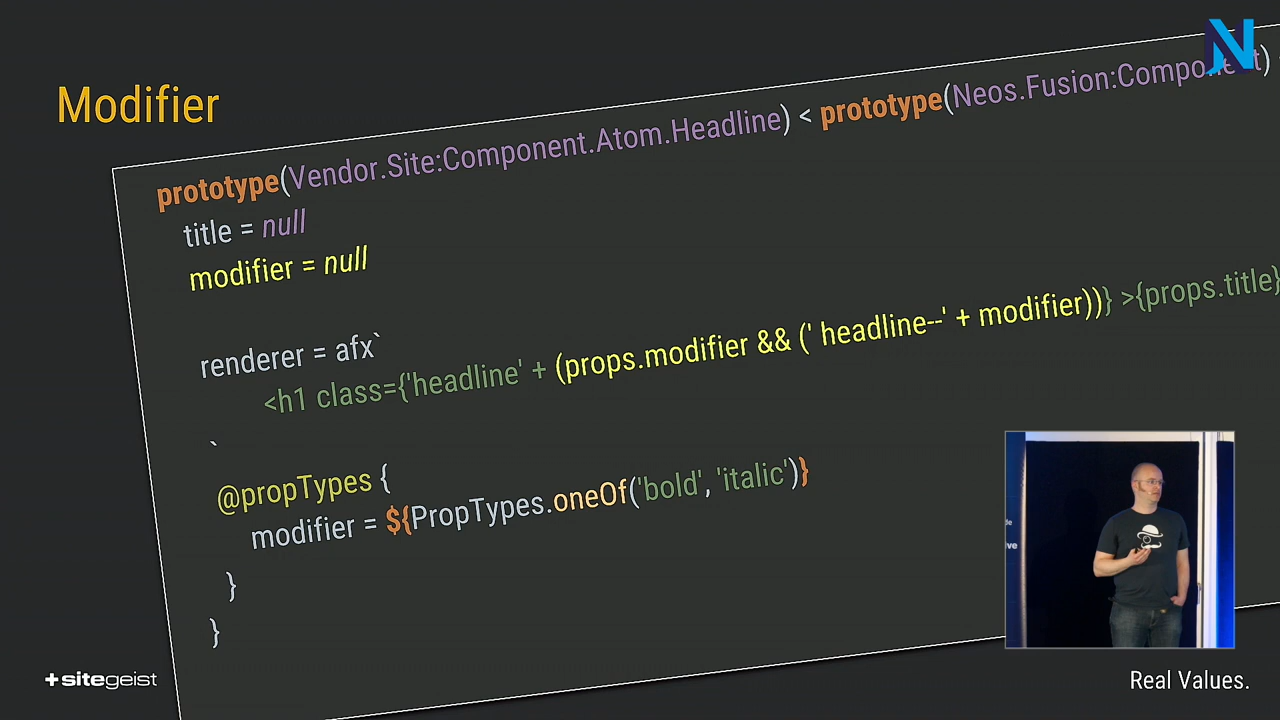 Modifier
prototype(Vendor.Site:Component.Atom.Headline) < prototype(Neos.Fusion:Component)
title = null
modifier = null
renderer = afx`
<h1 class={'headline' + (props.modifier && (' headline--' + modifier))} >{props.title}
`
@propTypes {
modifier = ${PropTypes.oneOf('bold', 'italic')}
}
}
+sitegeist
Real Values.